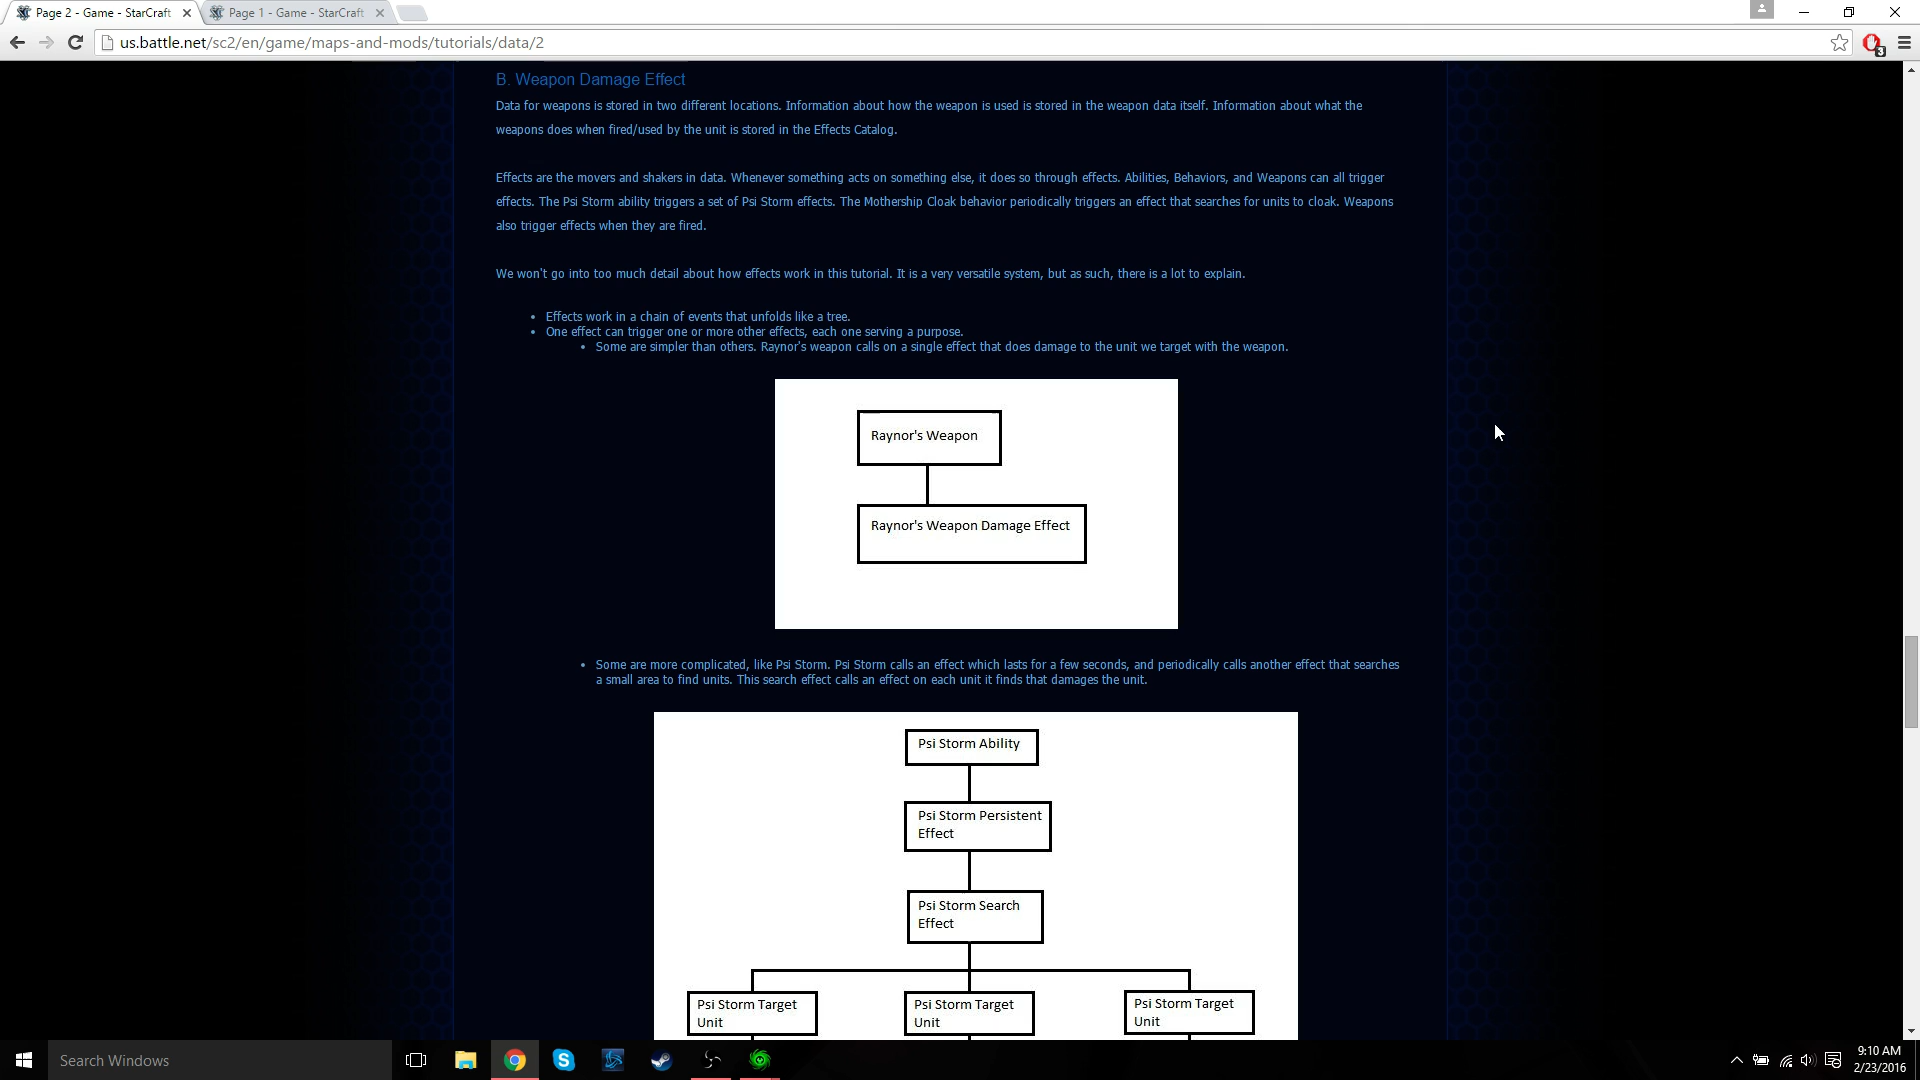 Page 2 - Game - StarCraft
Page 1 - Game - StarCraft
us.battle.net/sc2/en/game/maps-and-mods/tutorials/data/2
3
B. Weapon Damage Effect
Data for weapons is stored in two different locations. Information about how the weapon is used is stored in the weapon data itself. Information about what the
weapons does when fired/used by the unit is stored in the Effects Catalog.
Effects are the movers and shakers in data. Whenever something acts on something else, it does so through effects. Abilities, Behaviors, and Weapons can all trigger
effects. The Psi Storm ability triggers a set of Psi Storm effects. The Mothership Cloak behavior periodically triggers an effect that searches for units to cloak. Weapons
also trigger effects when they are fired.
We won't go into too much detail about how effects work in this tutorial. It is a very versatile system, but as such, there is a lot to explain.
• Effects work in a chain of events that unfolds like a tree.
• One effect can trigger one or more other effects, each one serving a purpose.
• Some are simpler than others. Raynor's weapon calls on a single effect that does damage to the unit we target with the weapon.
Raynor's Weapon
Raynor's Weapon Damage Effect
• Some are more complicated, like Psi Storm. Psi Storm calls an effect which lasts for a few seconds, and periodically calls another effect that searches
a small area to find units. This search effect calls an effect on each unit it finds that damages the unit.
Psi Storm Ability
Psi Storm Persistent
Effect
Psi Storm Search
Effect
Psi Storm Target
Unit
Psi Storm Target
Unit
Psi Storm Target
Unit
Search Windows
9:10 AM
2/23/2016